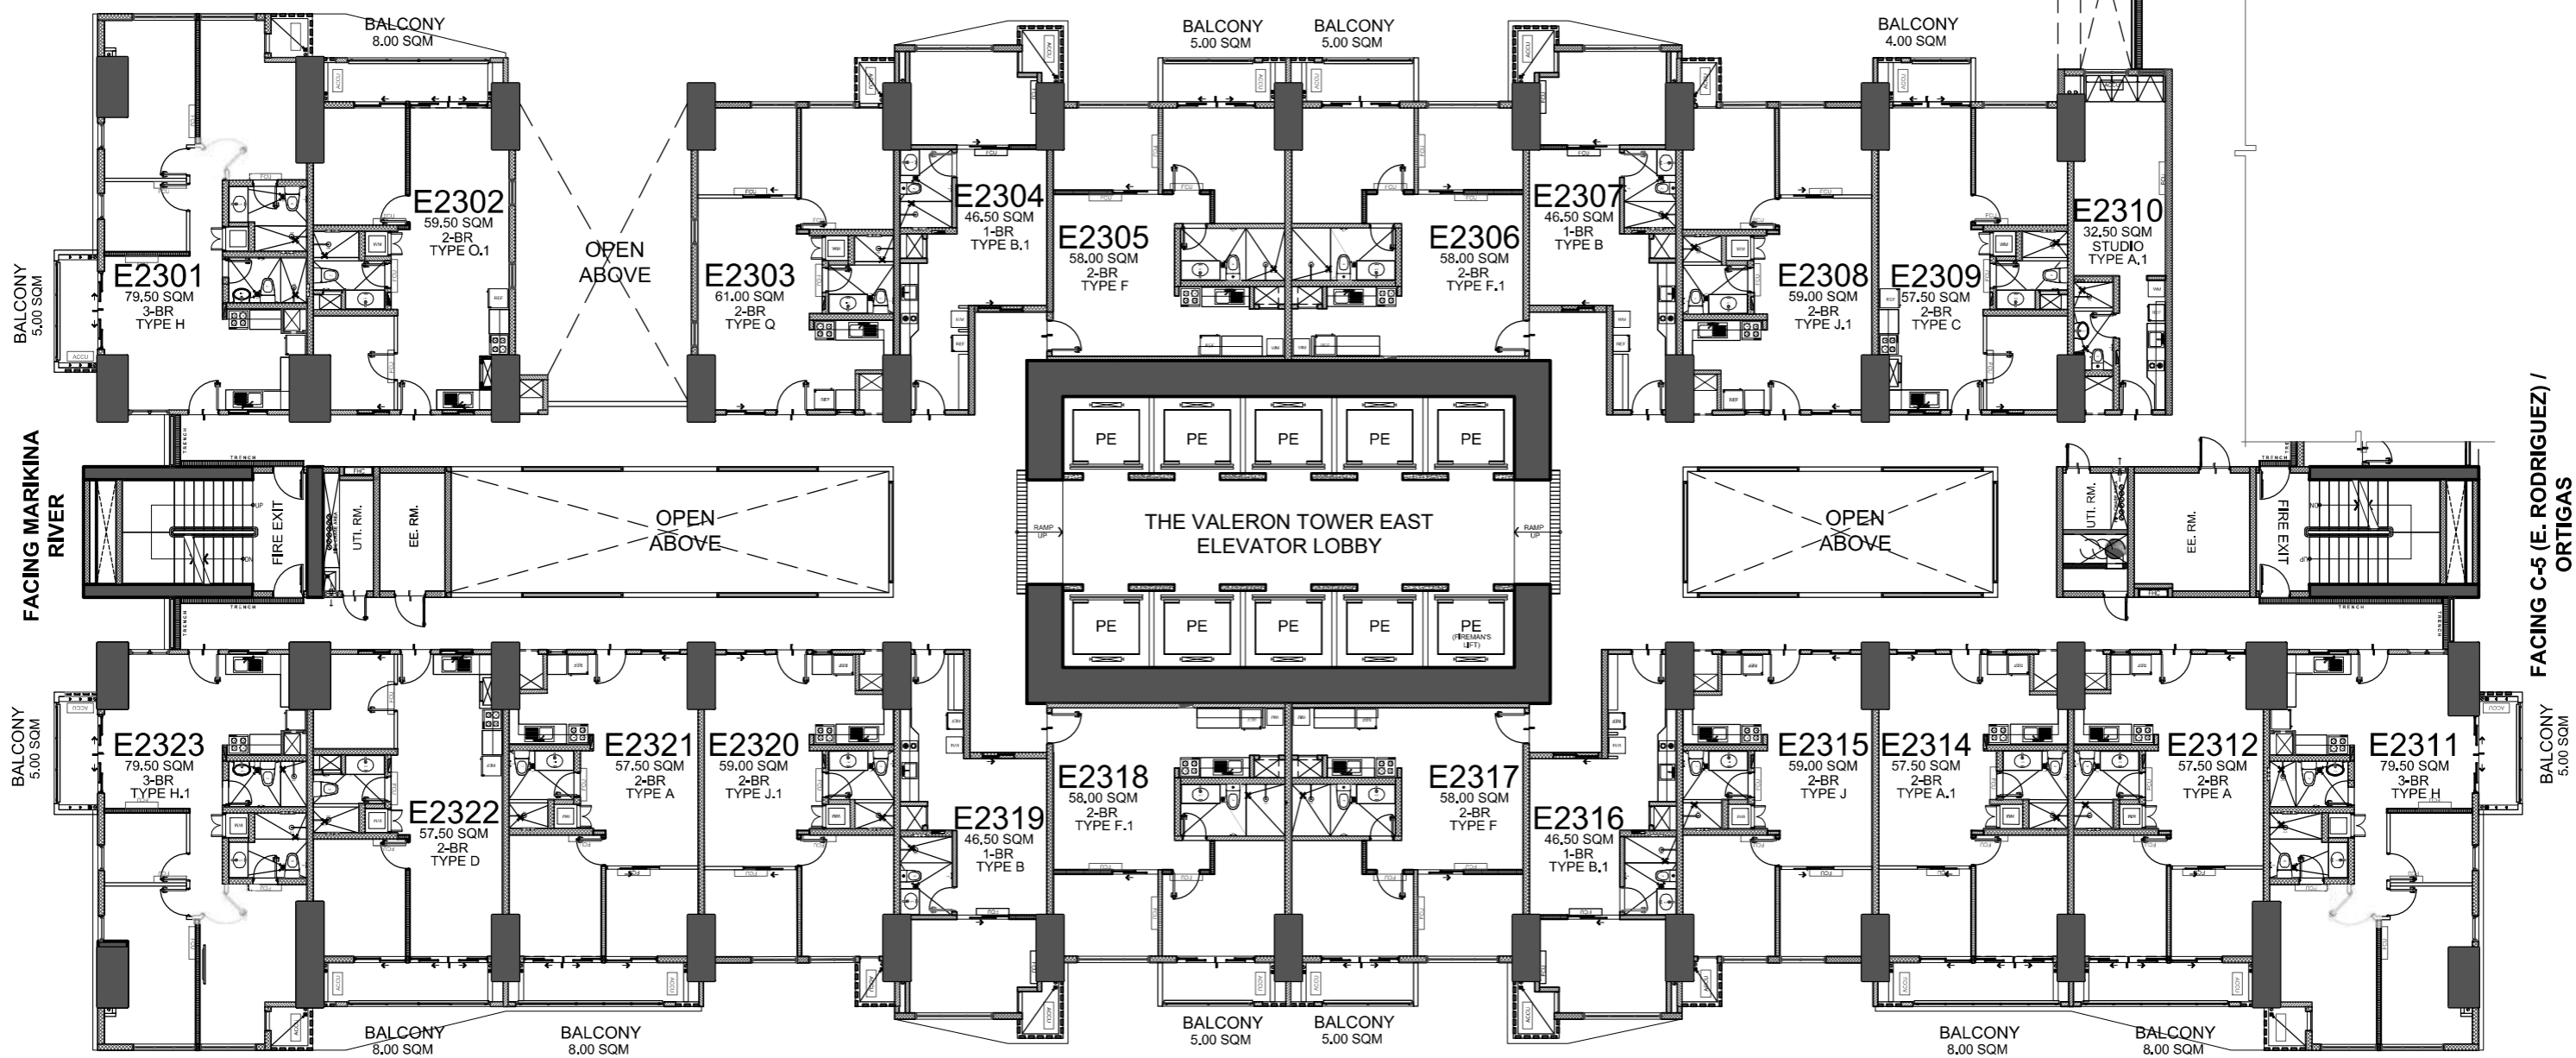 BALCONY
8.00 SQM
BALCONY
5.00 SQM
BALCONY
5.00 SQM
BALCONY
4.00 SQM
E2301
79.50 SQM
3-BR
TYPE H
BALCONY
5.00 SQM
E2302
59.50 SQM
2-BR
TYPE O.1
OPEN
ABOVE
E2303
61.00 SQM
2-BR
TYPE Q
E2304
46.50 SQM
1-BR
TYPE B.1
E2305
58.00 SQM
2-BR
TYPE F
E2306
58.00 SQM
2-BR
TYPE F.1
E2307
46.50 SQM
1-BR
TYPE B
E2308
59.00 SQM
2-BR
TYPE J.1
E2309
57.50 SQM
2-BR
TYPE C
E2310
32.50 SQM
STUDIO
TYPE A.1
FACING MARIKINA
RIVER
TRENCH
TRENCH
UP
DN
FIRE EXIT
TRENCH
TRENCH
FHC
UTI. RM.
EE. RM.
OPEN
ABOVE
PE
PE
PE
PE
PE
RAMP
UP
THE VALERON TOWER EAST
ELEVATOR LOBBY
RAMP
UP
PE
PE
PE
PE
PE
(FIREMAN'S
LIFT)
OPEN
ABOVE
UTI. RM.
EE. RM.
FHC
FIRE EXIT
TRENCH
DN
UP
TRENCH
TRENCH
FACING C-5 (E. RODRIGUEZ) /
ORTIGAS
E2323
79.50 SQM
3-BR
TYPE H.1
BALCONY
5.00 SQM
E2322
57.50 SQM
2-BR
TYPE D
E2321
57.50 SQM
2-BR
TYPE A
E2320
59.00 SQM
2-BR
TYPE J.1
E2319
46.50 SQM
1-BR
TYPE B
E2318
58.00 SQM
2-BR
TYPE F.1
E2317
58.00 SQM
2-BR
TYPE F
E2316
46.50 SQM
1-BR
TYPE B.1
E2315
59.00 SQM
2-BR
TYPE J
E2314
57.50 SQM
2-BR
TYPE A.1
E2312
57.50 SQM
2-BR
TYPE A
E2311
79.50 SQM
3-BR
TYPE H
BALCONY
5.00 SQM
BALCONY
8.00 SQM
BALCONY
8.00 SQM
BALCONY
5.00 SQM
BALCONY
5.00 SQM
BALCONY
8.00 SQM
BALCONY
8.00 SQM